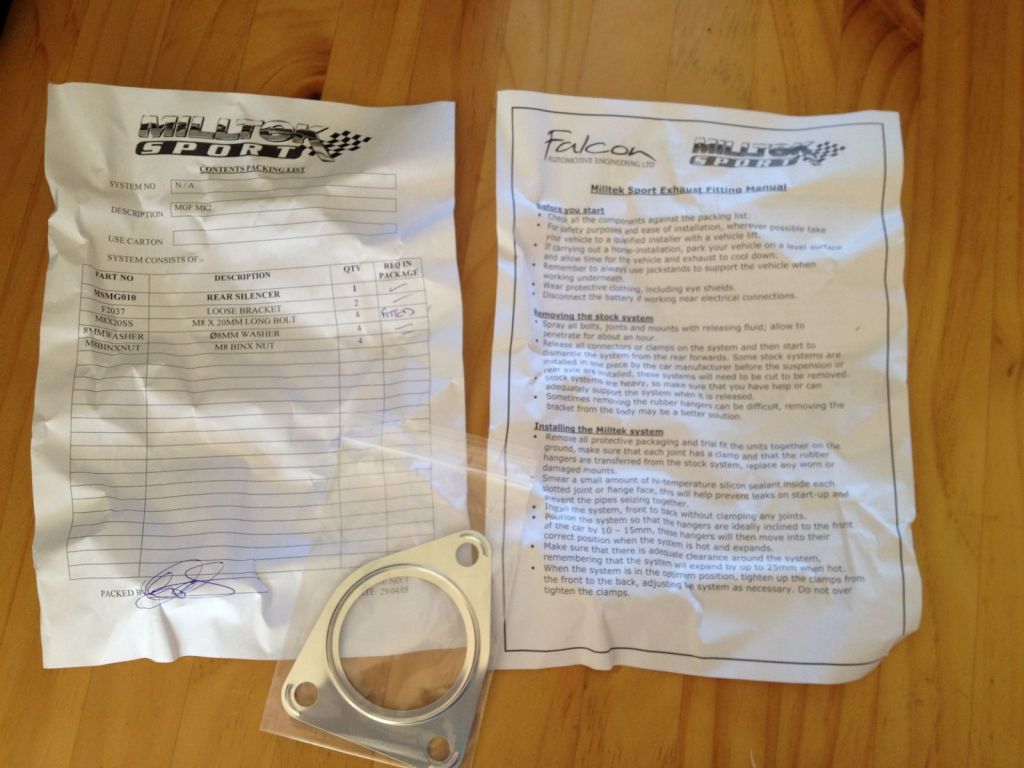 MILLTEK
SPORT
CONTENTS PACKING LIST
SYSTEM NO N/A
DESCRIPTION MGF MK2
USE CARTON
SYSTEM CONSISTS OF:-
PART NO DESCRIPTION QTY REQ IN PACKAGE
MSMG010 REAR SILENCER 1
F2037 LOOSE BRACKET 2
M8X20SS M8 X 20MM LONG BOLT 4 FITTED
8MMWASHER Ø8MM WASHER 4
M8BINXNUT M8 BINX NUT 4
PACKED BY
NO: 1
29.04.03
Falcon
AUTOMOTIVE ENGINEERING LTD
MILLTEK
SPORT
Milltek Sport Exhaust Fitting Manual
Before you start
• Check all the components against the packing list.
• For safety purposes and ease of installation, wherever possible take
your vehicle to a qualified installer with a vehicle lift.
• If carrying out a home-installation, park your vehicle on a level surface
and allow time for the vehicle and exhaust to cool down.
• Remember to always use jackstands to support the vehicle when
working underneath.
• Wear protective clothing, including eye shields.
• Disconnect the battery if working near electrical connections.
Removing the stock system
• Spray all bolts, joints and mounts with releasing fluid; allow to
penetrate for about an hour.
• Release all connectors or clamps on the system and then start to
dismantle the system from the rear forwards. Some stock systems are
installed in one piece by the car manufacturer before the suspension or
rear axle are installed, these systems will need to be cut to be removed.
• Stock systems are heavy, so make sure that you have help or can
adequately support the system when it is released.
• Sometimes removing the rubber hangers can be difficult, removing the
bracket from the body may be a better solution.
Installing the Milltek system
• Remove all protective packaging and trial fit the units together on the
ground, make sure that each joint has a clamp and that the rubber
hangers are transferred from the stock system, replace any worn or
damaged mounts.
• Smear a small amount of hi-temperature silicon sealant inside each
slotted joint or flange face, this will help prevent leaks on start-up and
prevent the pipes seizing together.
• Install the system, front to back without clamping any joints.
• Position the system so that the hangers are ideally inclined to the front
of the car by 10 – 15mm, these hangers will then move into their
correct position when the system is hot and expands.
• Make sure that there is adequate clearance around the system,
remembering that the system will expand by up to 25mm when hot.
• When the system is in the optimum position, tighten up the clamps from
the front to the back, adjusting the system as necessary. Do not over
tighten the clamps.